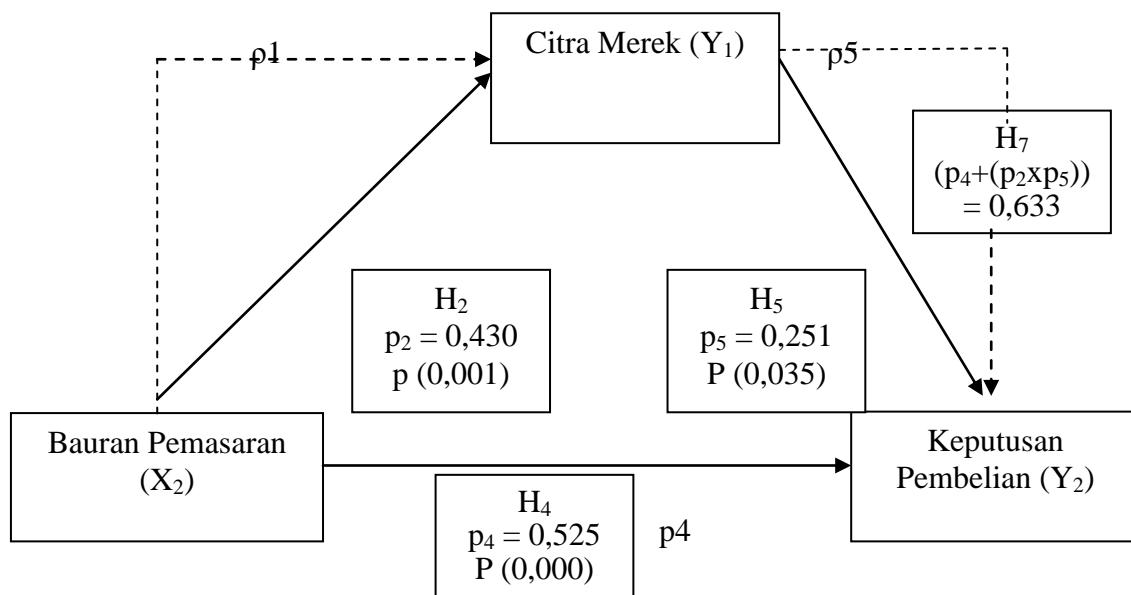 Citra Merek (Y₁)
ρ1
ρ5
H₇
(p₄+(p₂xp₅))
= 0,633
H₂
p₂ = 0,430
p (0,001)
H₅
p₅ = 0,251
P (0,035)
Bauran Pemasaran
(X₂)
Keputusan
Pembelian (Y₂)
H₄
p₄ = 0,525
P (0,000)
p4